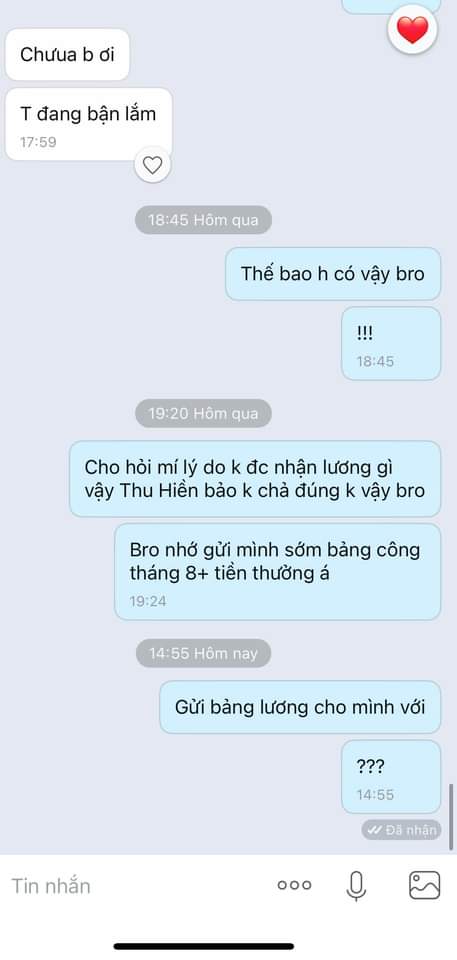 Chưua b ơi
T đang bận lắm
17:59
18:45 Hôm qua
Thế bao h có vậy bro
!!!
18:45
19:20 Hôm qua
Cho hỏi mí lý do k đc nhận lương gì
vậy Thu Hiền bảo k chả đúng k vậy bro
Bro nhớ gửi mình sớm bảng công
tháng 8+ tiền thưởng á
19:24
14:55 Hôm nay
Gửi bảng lương cho mình với
???
14:55
Đã nhận
Tin nhắn